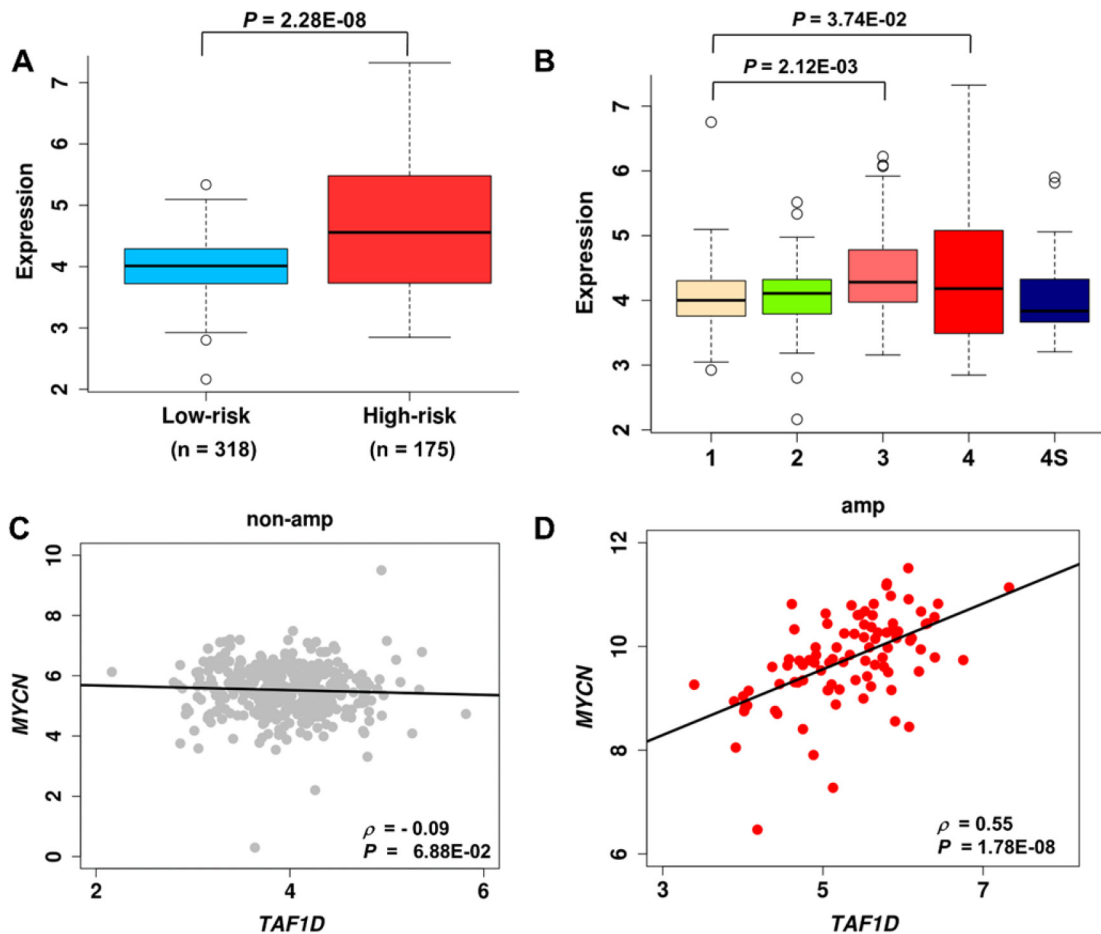 A
P = 2.28E-08
Expression
7
6
5
4
3
2
Low-risk
High-risk
(n = 318)
(n = 175)
B
P = 3.74E-02
P = 2.12E-03
Expression
7
6
5
4
3
2
1
2
3
4
4S
C
non-amp
MYCN
10
8
6
4
2
0
ρ = - 0.09
P = 6.88E-02
2
4
6
TAF1D
D
amp
MYCN
12
10
8
6
ρ = 0.55
P = 1.78E-08
3
5
7
TAF1D